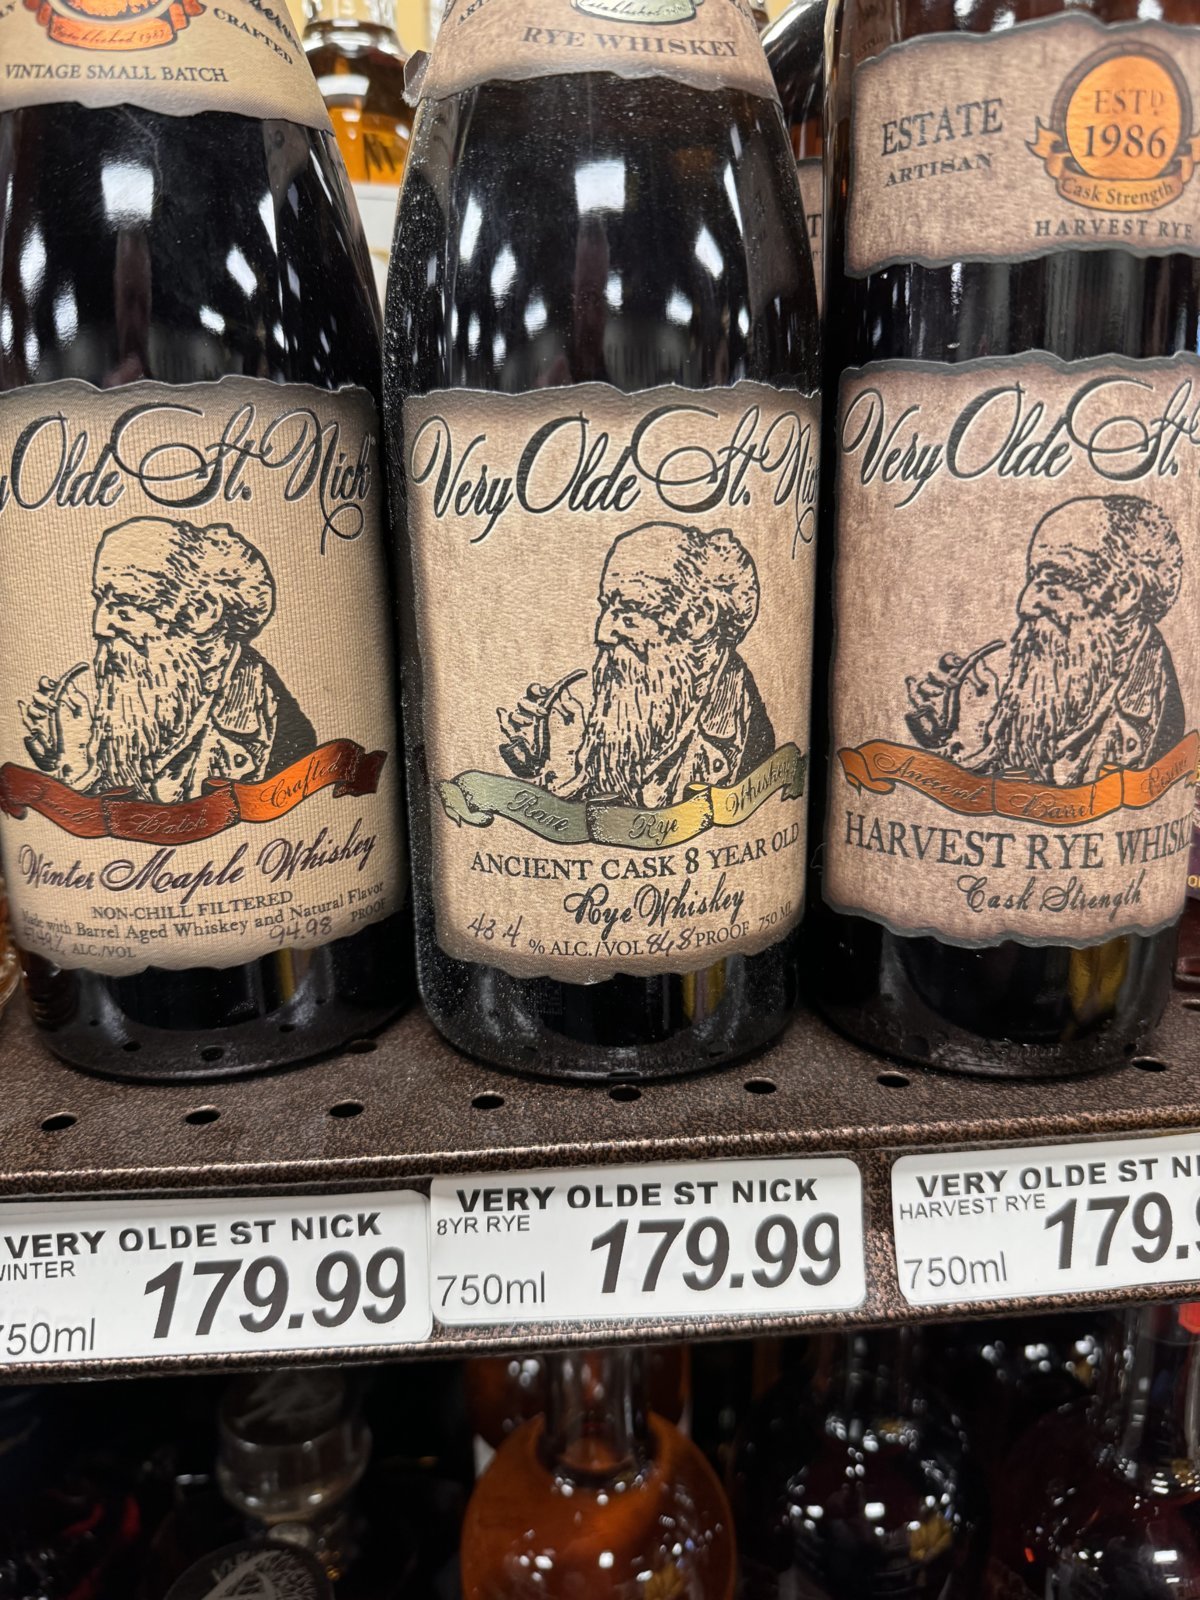 CRAFTED
Established 1987
VINTAGE SMALL BATCH
Olde St. Nick
Crafted
Batch
Winter Maple Whiskey
NON-CHILL FILTERED
Made with Barrel Aged Whiskey and Natural Flavor
% ALC./VOL
94.98 PROOF
RYE WHISKEY
Very Olde St. Nic
Rare Rye Whiskey
ANCIENT CASK 8 YEAR OLD
Rye Whiskey
43.4 % ALC./VOL 86.8 PROOF 750 ML
ESTATE
ARTISAN
ESTD
1986
Cask Strength
HARVEST RYE
Very Olde St.
Ancient Barrel Reserve
HARVEST RYE WHISK
Cask Strength
VERY OLDE ST NICK
WINTER
179.99
750ml
VERY OLDE ST NICK
8YR RYE
179.99
750ml
VERY OLDE ST NI
HARVEST RYE
179.9
750ml